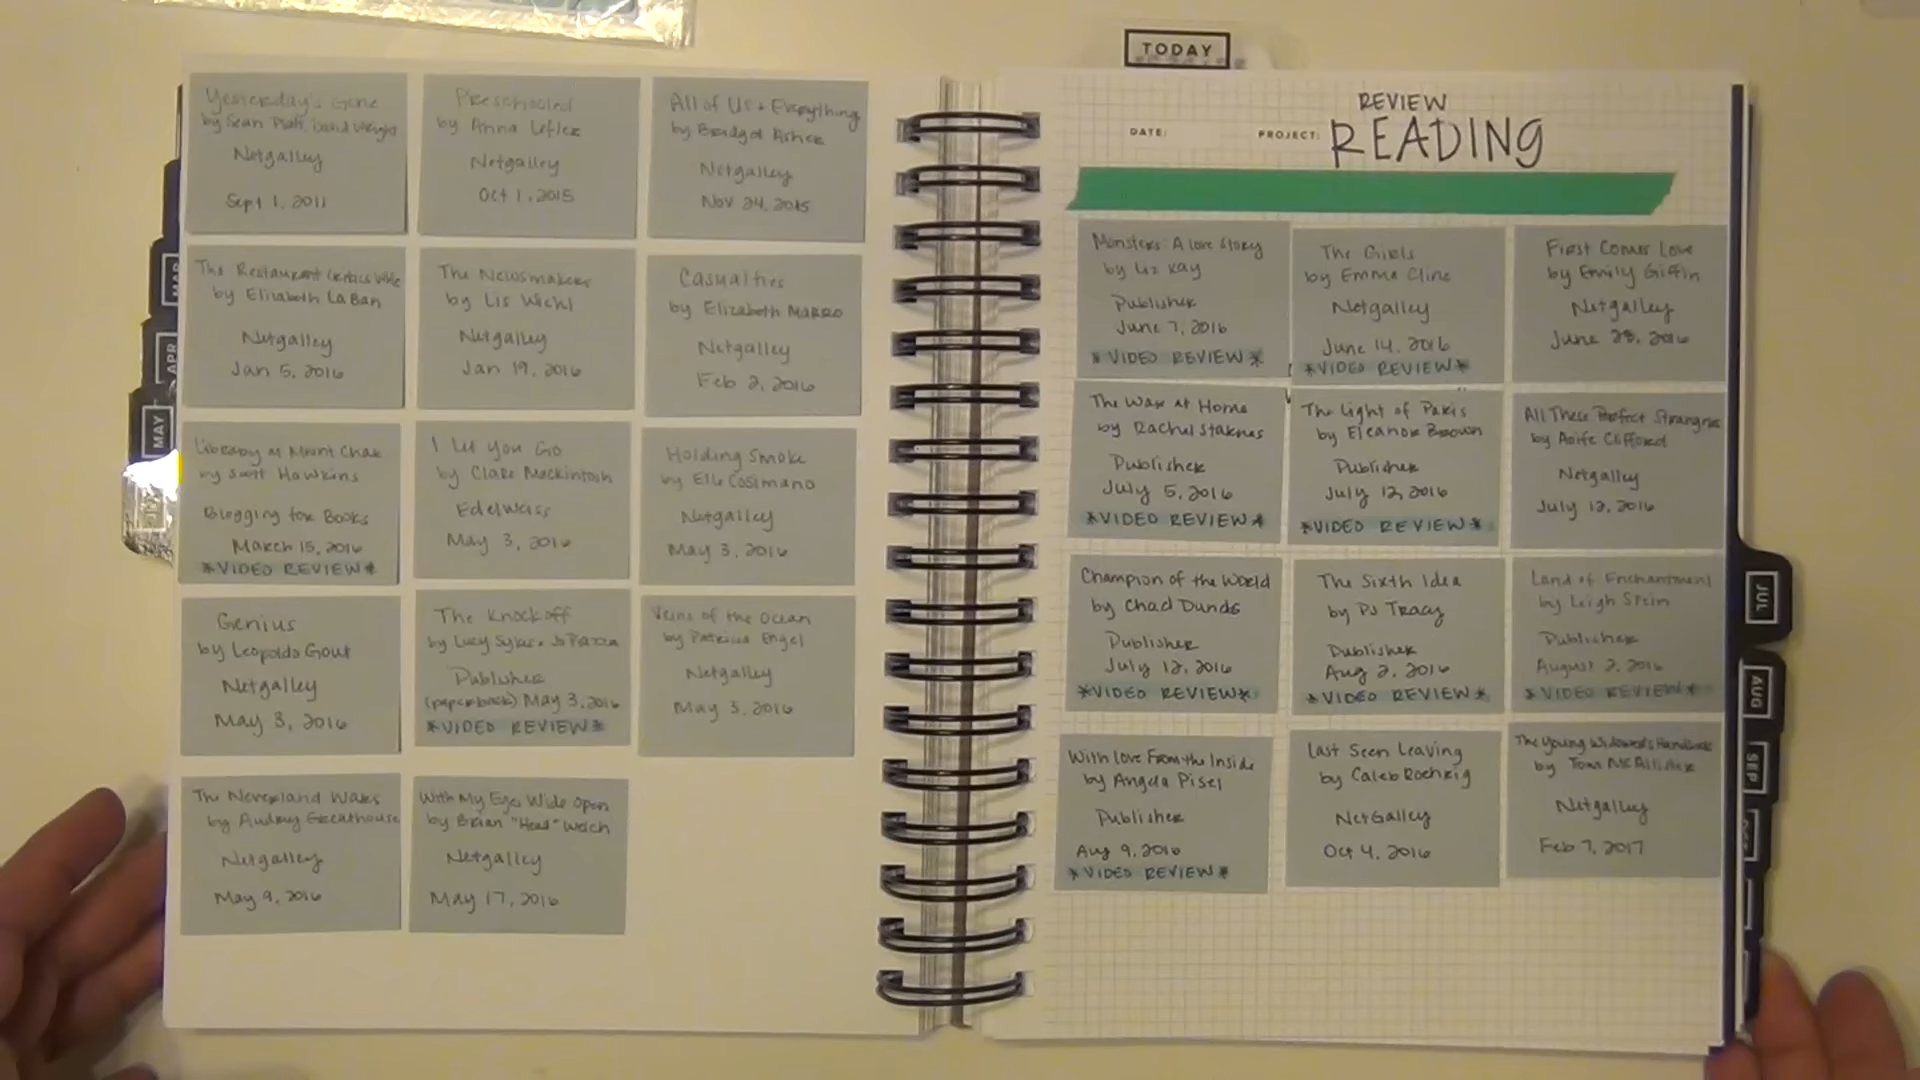 Yesterday's Gone
by Sean Platt, David Wright
Netgalley
Sept 1, 2011
Preschooled
by Anna Lefler
Netgalley
Oct 1, 2015
All of Us + Everything
by Bridget Asher
Netgalley
Nov 24, 2015
The Restaurant Critics Wife
by Elizabeth LaBan
Netgalley
Jan 5, 2016
The Newsmakers
by Lis Wiehl
Netgalley
Jan 19, 2016
Casualties
by Elizabeth Marro
Netgalley
Feb 2, 2016
Library at Mount Char
by Scott Hawkins
Blogging for Books
March 15, 2016
*VIDEO REVIEW*
I Let You Go
by Clare Mackintosh
Edelweiss
May 3, 2016
Holding Smoke
by Elle Cosimano
Netgalley
May 3, 2016
Genius
by Leopoldo Gout
Netgalley
May 3, 2016
The Knockoff
by Lucy Sykes + Jo Piazza
Publisher
(paperback) May 3, 2016
*VIDEO REVIEW*
Veins of the Ocean
by Patricia Engel
Netgalley
May 3, 2016
The Neverland Wars
by Audrey Greathouse
Netgalley
May 9, 2016
With My Eyes Wide Open
by Brian "Head" Welch
Netgalley
May 17, 2016
MAR
APR
MAY
TODAY
REVIEW
DATE:
PROJECT: READING
Monsters: A Love Story
by Liz Kay
Publisher
June 7, 2016
*VIDEO REVIEW*
The Girls
by Emma Cline
Netgalley
June 14, 2016
*VIDEO REVIEW*
First Comes Love
by Emily Giffin
Netgalley
June 28, 2016
The War at Home
by Rachel Starnes
Publisher
July 5, 2016
*VIDEO REVIEW*
The Light of Paris
by Eleanor Brown
Publisher
July 12, 2016
*VIDEO REVIEW*
All These Perfect Strangers
by Aoife Clifford
Netgalley
July 12, 2016
Champion of the World
by Chad Dundas
Publisher
July 12, 2016
*VIDEO REVIEW*
The Sixth Idea
by PJ Tracy
Publisher
Aug 2, 2016
*VIDEO REVIEW*
Land of Enchantment
by Leigh Stein
Publisher
August 2, 2016
*VIDEO REVIEW*
With Love From the Inside
by Angela Pisel
Publisher
Aug 9, 2016
*VIDEO REVIEW*
Last Seen Leaving
by Caleb Roehrig
NetGalley
Oct 4, 2016
The Young Widower's Handbook
by Tom McAllister
Netgalley
Feb 7, 2017
JUL
AUG
SEP